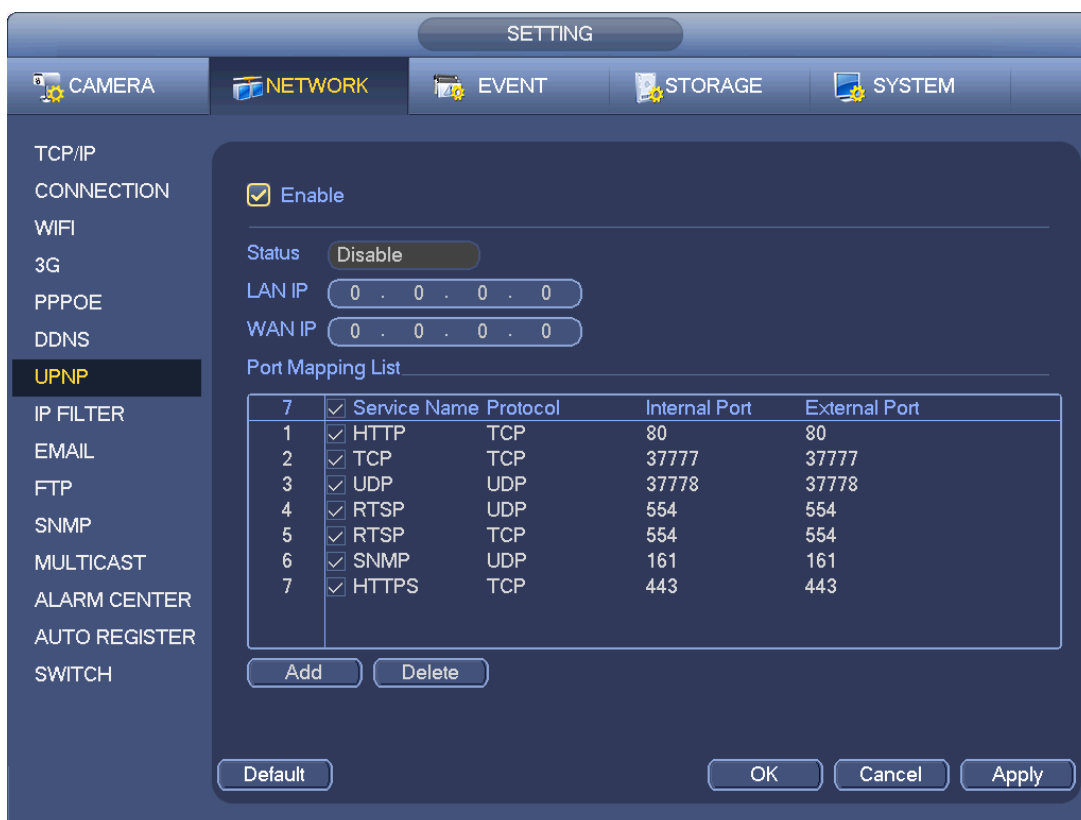 SETTING
CAMERA NETWORK EVENT STORAGE SYSTEM
TCP/IP
CONNECTION
WIFI
3G
PPPOE
DDNS
UPNP
IP FILTER
EMAIL
FTP
SNMP
MULTICAST
ALARM CENTER
AUTO REGISTER
SWITCH
Enable
Status Disable
LAN IP 0 . 0 . 0 . 0
WAN IP 0 . 0 . 0 . 0
Port Mapping List
7 Service Name Protocol Internal Port External Port
1 HTTP TCP 80 80
2 TCP TCP 37777 37777
3 UDP UDP 37778 37778
4 RTSP UDP 554 554
5 RTSP TCP 554 554
6 SNMP UDP 161 161
7 HTTPS TCP 443 443
Add Delete
Default OK Cancel Apply